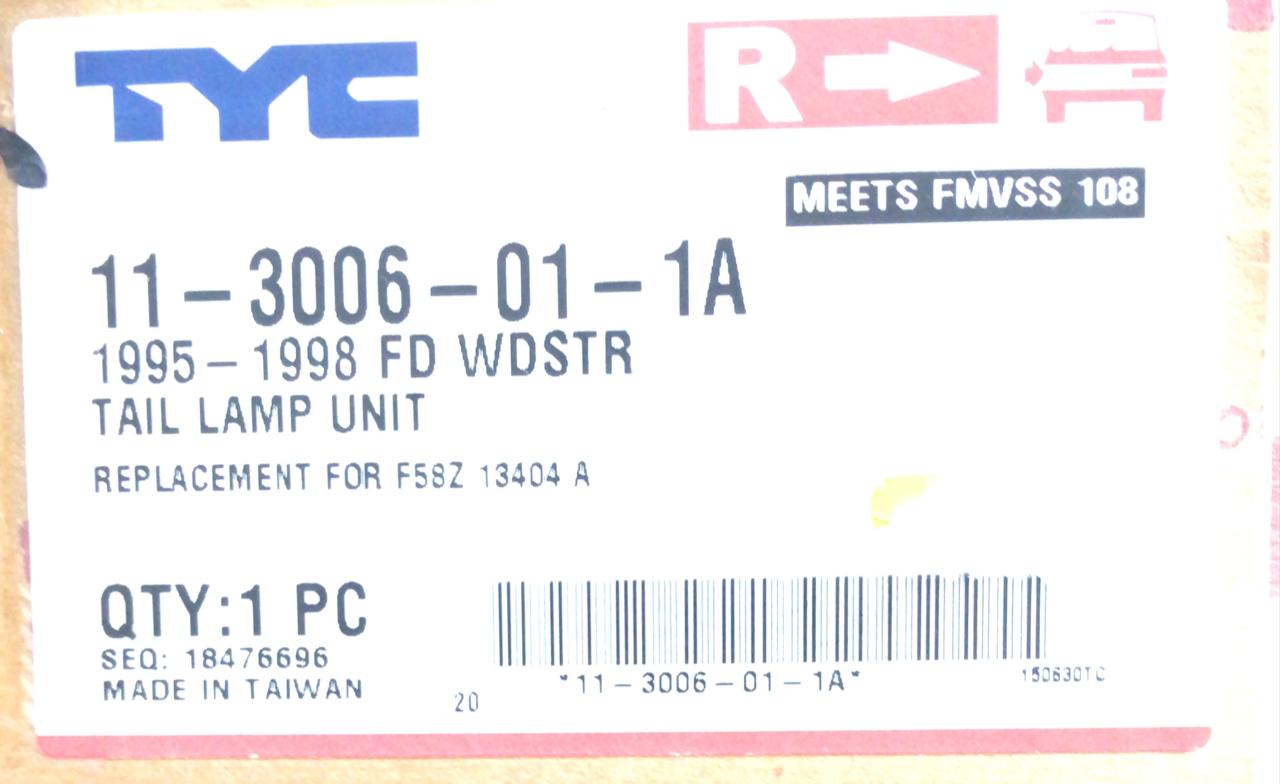 TYC
R
MEETS FMVSS 108
11-3006-01-1A
1995-1998 FD WDSTR
TAIL LAMP UNIT
REPLACEMENT FOR F58Z 13404 A
QTY:1 PC
SEQ: 18476696
MADE IN TAIWAN
20
*11-3006-01-1A*
150630TC